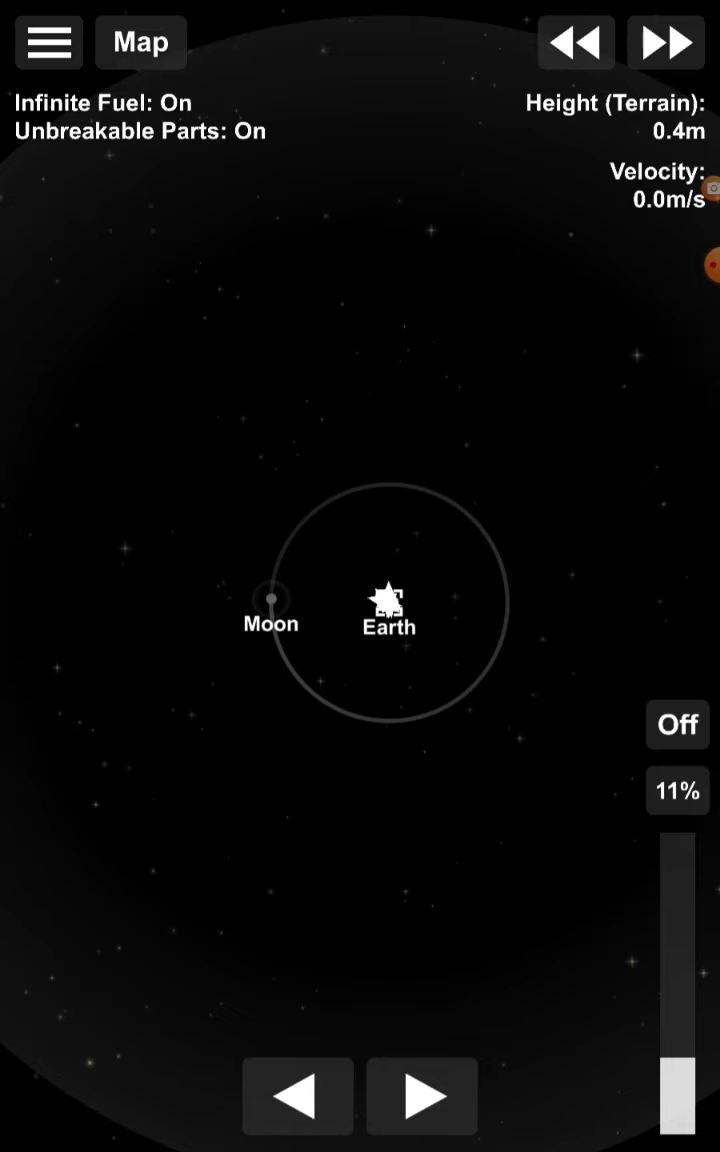 Map
Infinite Fuel: On
Unbreakable Parts: On
Height (Terrain):
0.4m
Velocity:
0.0m/s
Moon
Earth
Off
11%